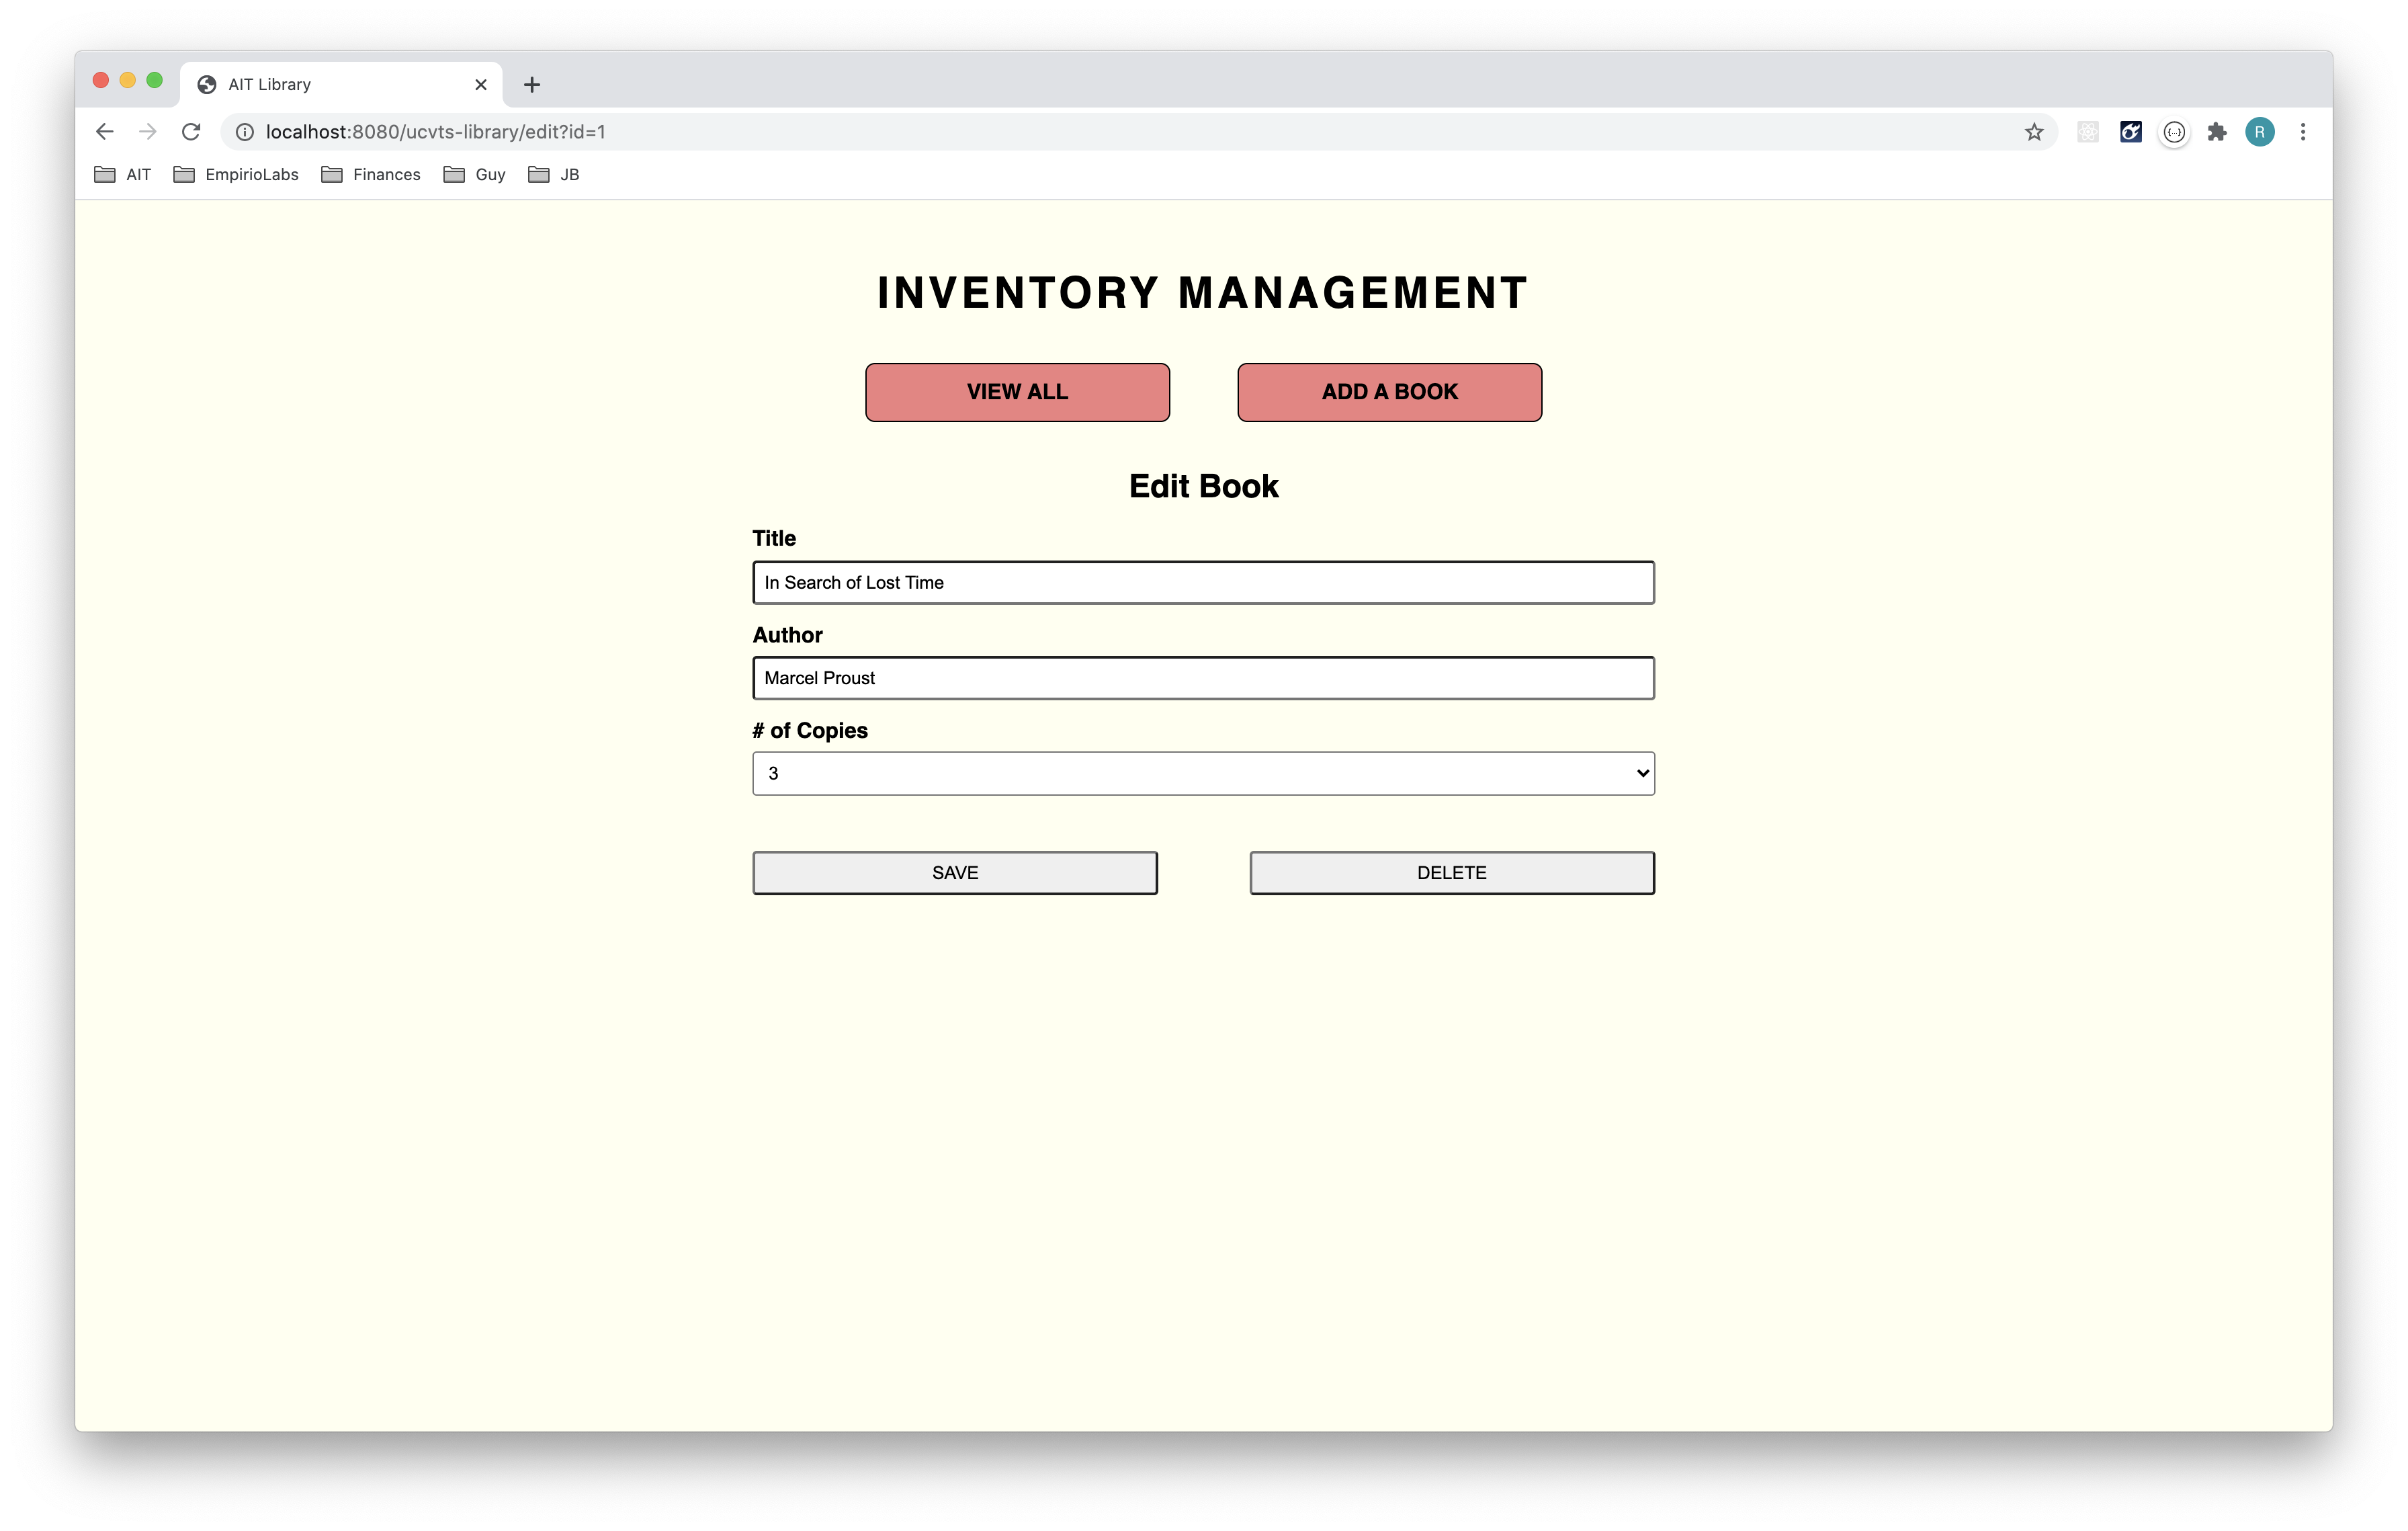 AIT Library
localhost:8080/ucvts-library/edit?id=1
R
AIT EmpirioLabs Finances Guy JB
INVENTORY MANAGEMENT
VIEW ALL ADD A BOOK
Edit Book
Title
In Search of Lost Time
Author
Marcel Proust
# of Copies
3
SAVE DELETE